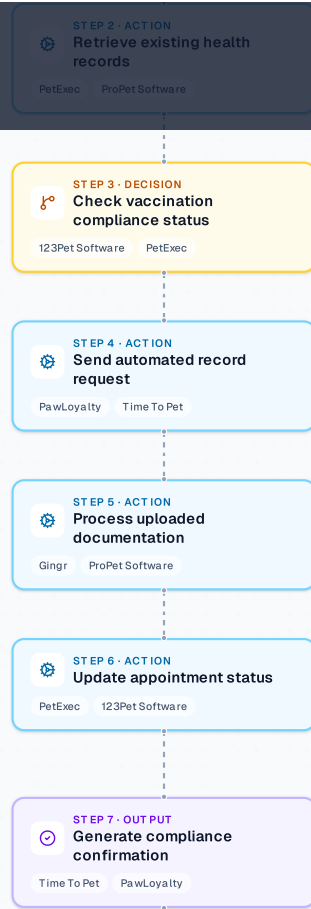 STEP 2 · ACTION
Retrieve existing health
records
PetExec ProPet Software
STEP 3 · DECISION
Check vaccination
compliance status
123Pet Software PetExec
STEP 4 · ACTION
Send automated record
request
PawLoyalty Time To Pet
STEP 5 · ACTION
Process uploaded
documentation
Gingr ProPet Software
STEP 6 · ACTION
Update appointment status
PetExec 123Pet Software
STEP 7 · OUTPUT
Generate compliance
confirmation
Time To Pet PawLoyalty